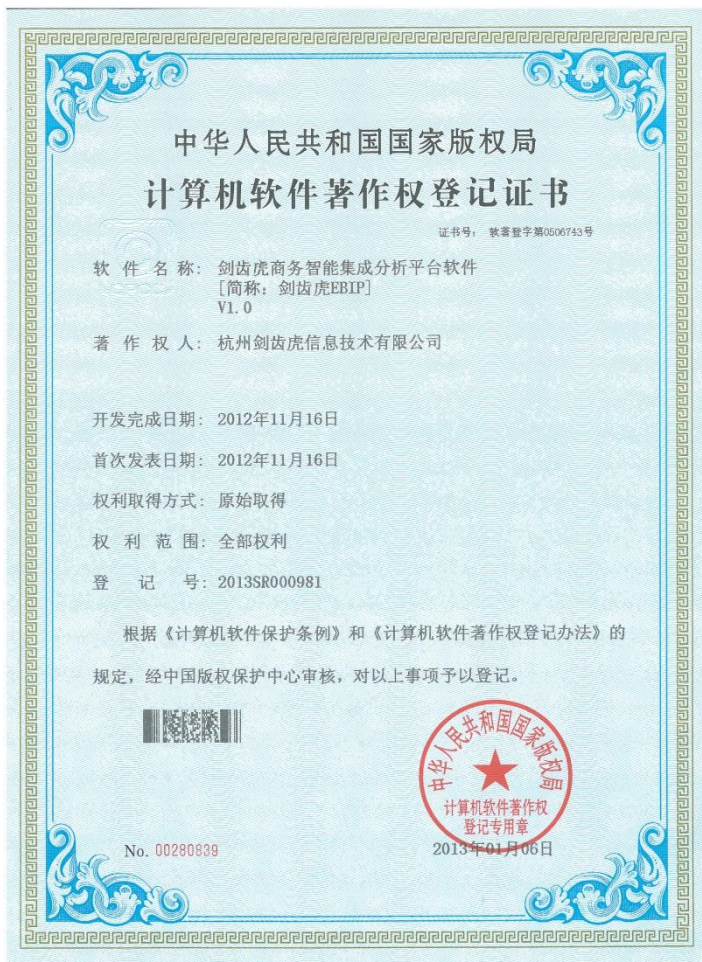 中华人民共和国国家版权局
计算机软件著作权登记证书
证书号： 软著登字第0506743号
软 件 名 称： 剑齿虎商务智能集成分析平台软件
[简称：剑齿虎EBIP]
V1.0
著 作 权 人： 杭州剑齿虎信息技术有限公司
开发完成日期： 2012年11月16日
首次发表日期： 2012年11月16日
权利取得方式： 原始取得
权 利 范 围： 全部权利
登 记 号： 2013SR000981
根据《计算机软件保护条例》和《计算机软件著作权登记办法》的
规定，经中国版权保护中心审核，对以上事项予以登记。
中华人民共和国国家版权局
计算机软件著作权
登记专用章
No. 00280839
2013年01月06日